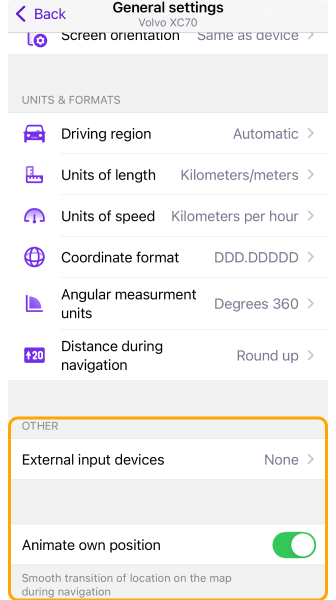 Back
General settings
Volvo XC70
Screen orientation Same as device
UNITS & FORMATS
Driving region Automatic
Units of length Kilometers/meters
Units of speed Kilometers per hour
Coordinate format DDD.DDDDD
Angular measurment
units
Degrees 360
Distance during
navigation
Round up
20
OTHER
External input devices None
Animate own position
Smooth transition of location on the map
during navigation